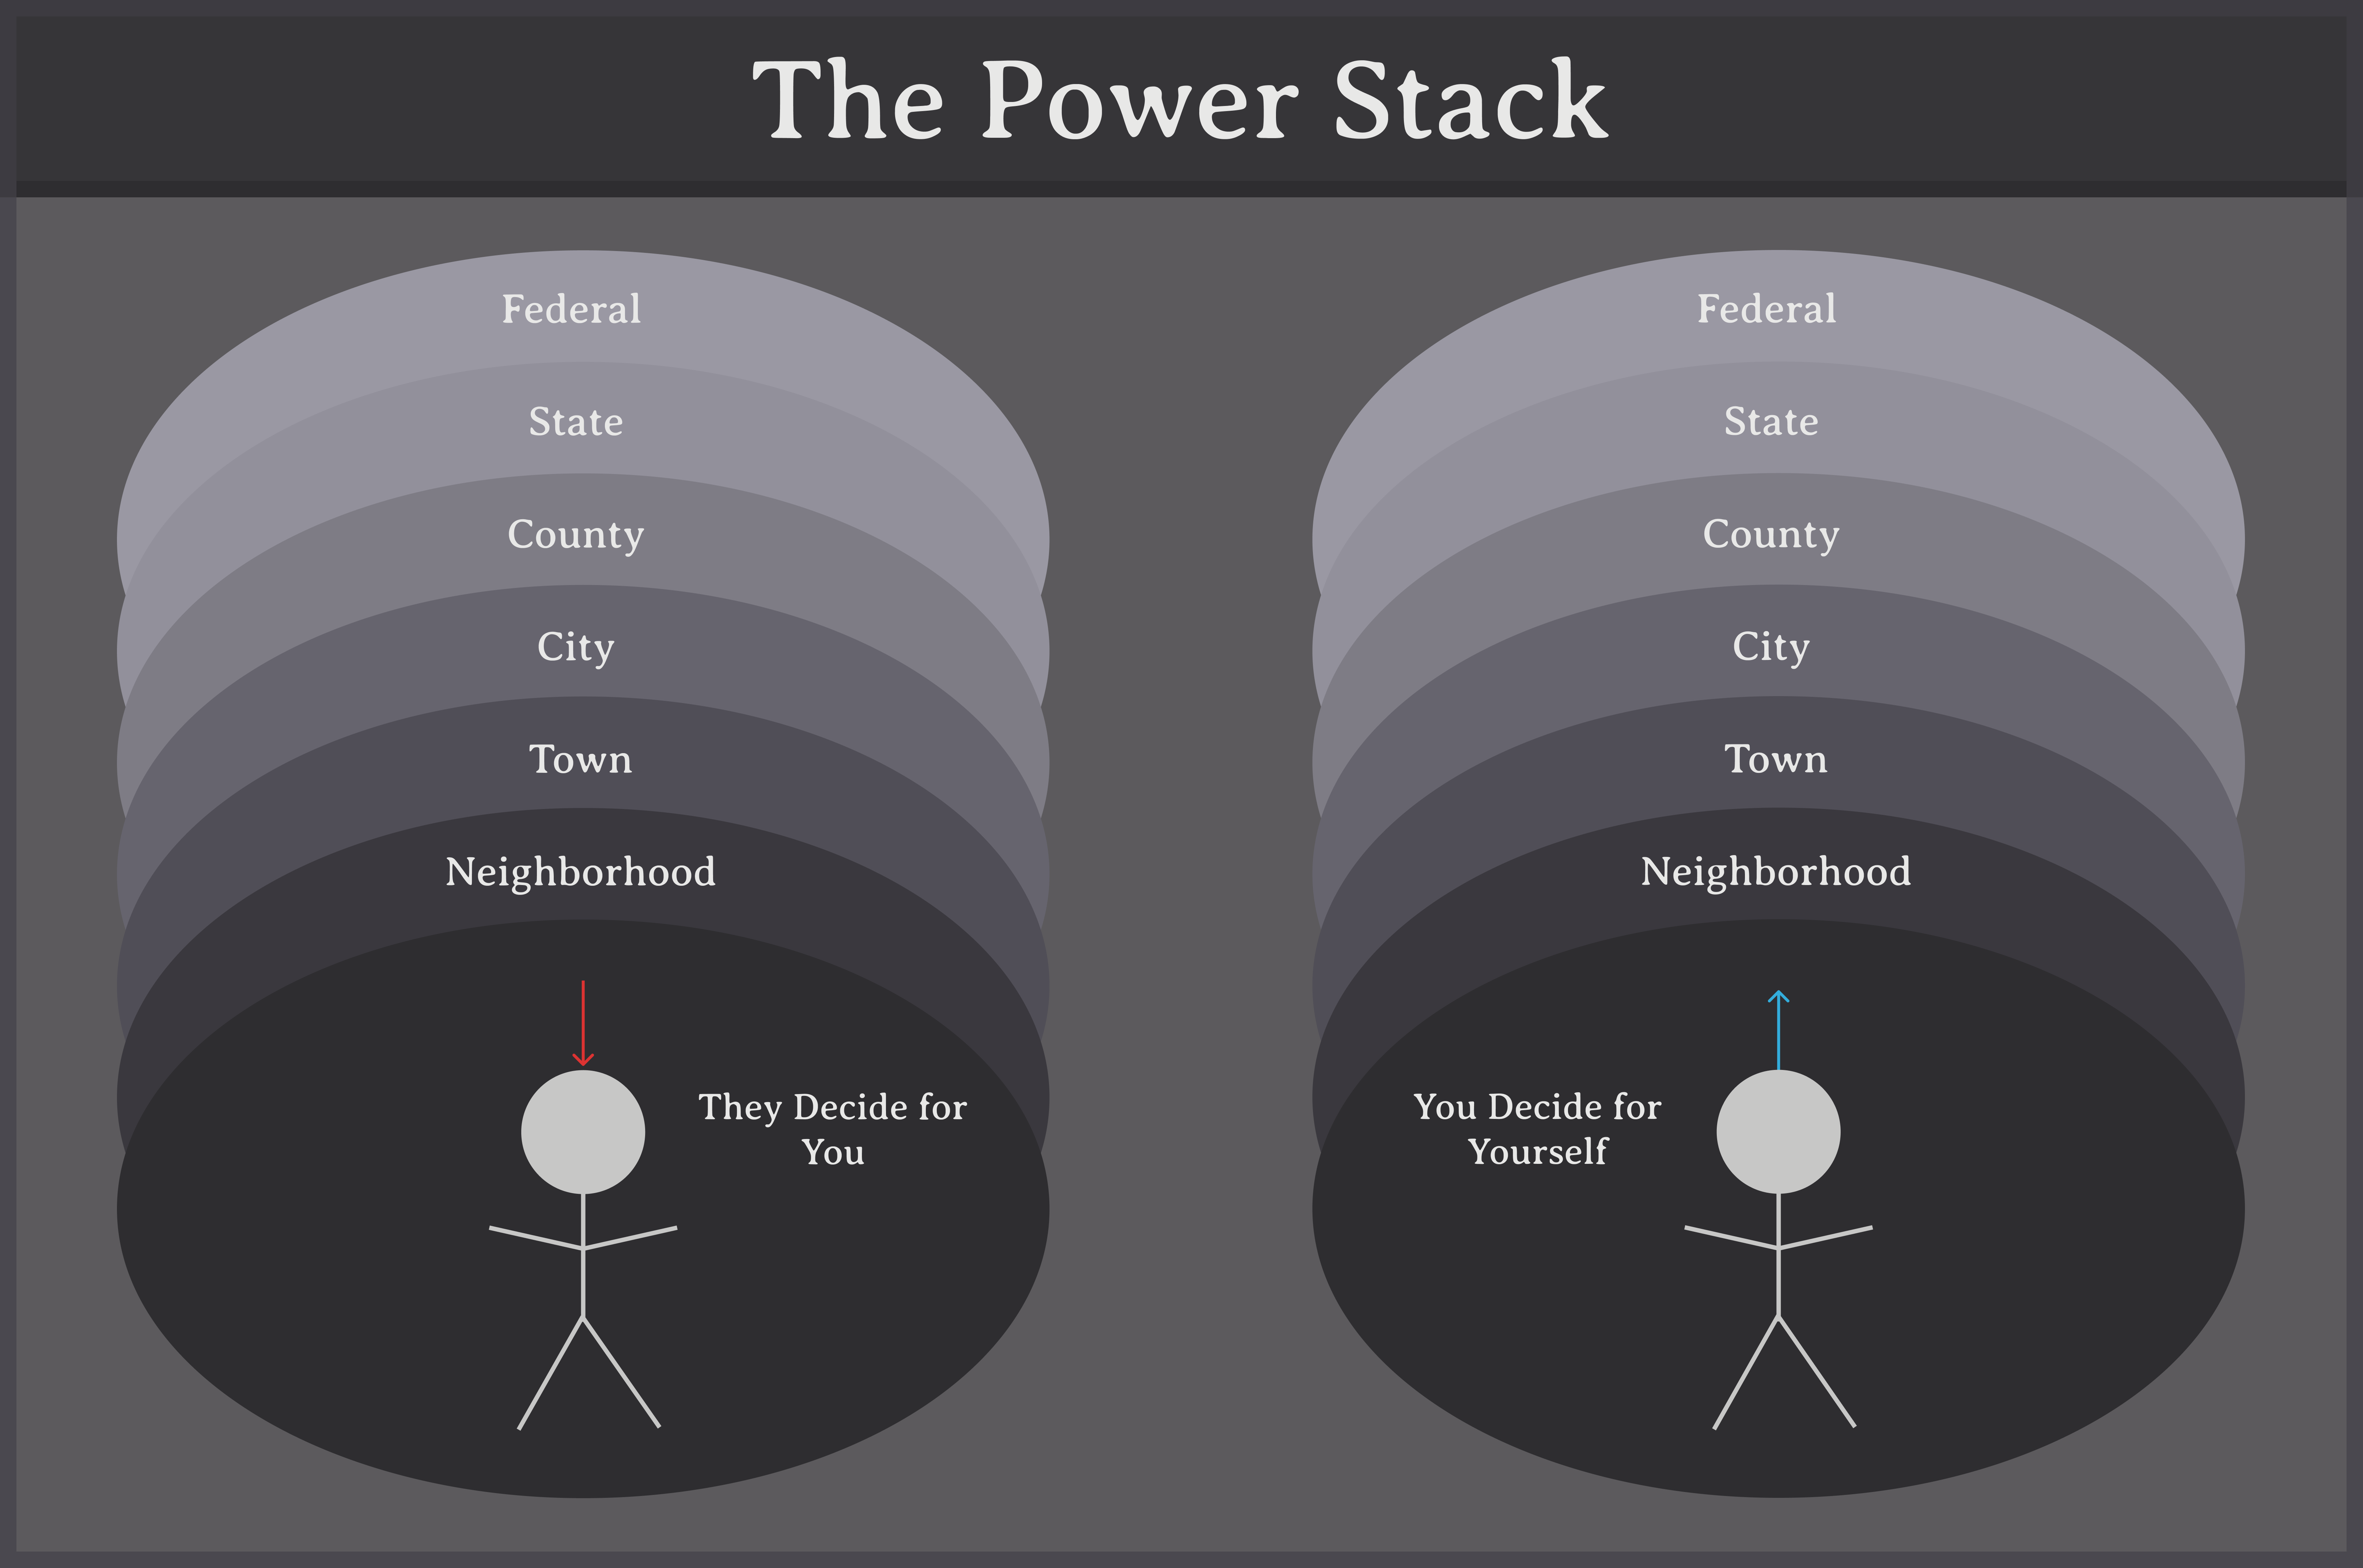 The Power Stack
Federal
State
County
City
Town
Neighborhood
They Decide for
You
Federal
State
County
City
Town
Neighborhood
You Decide for
Yourself